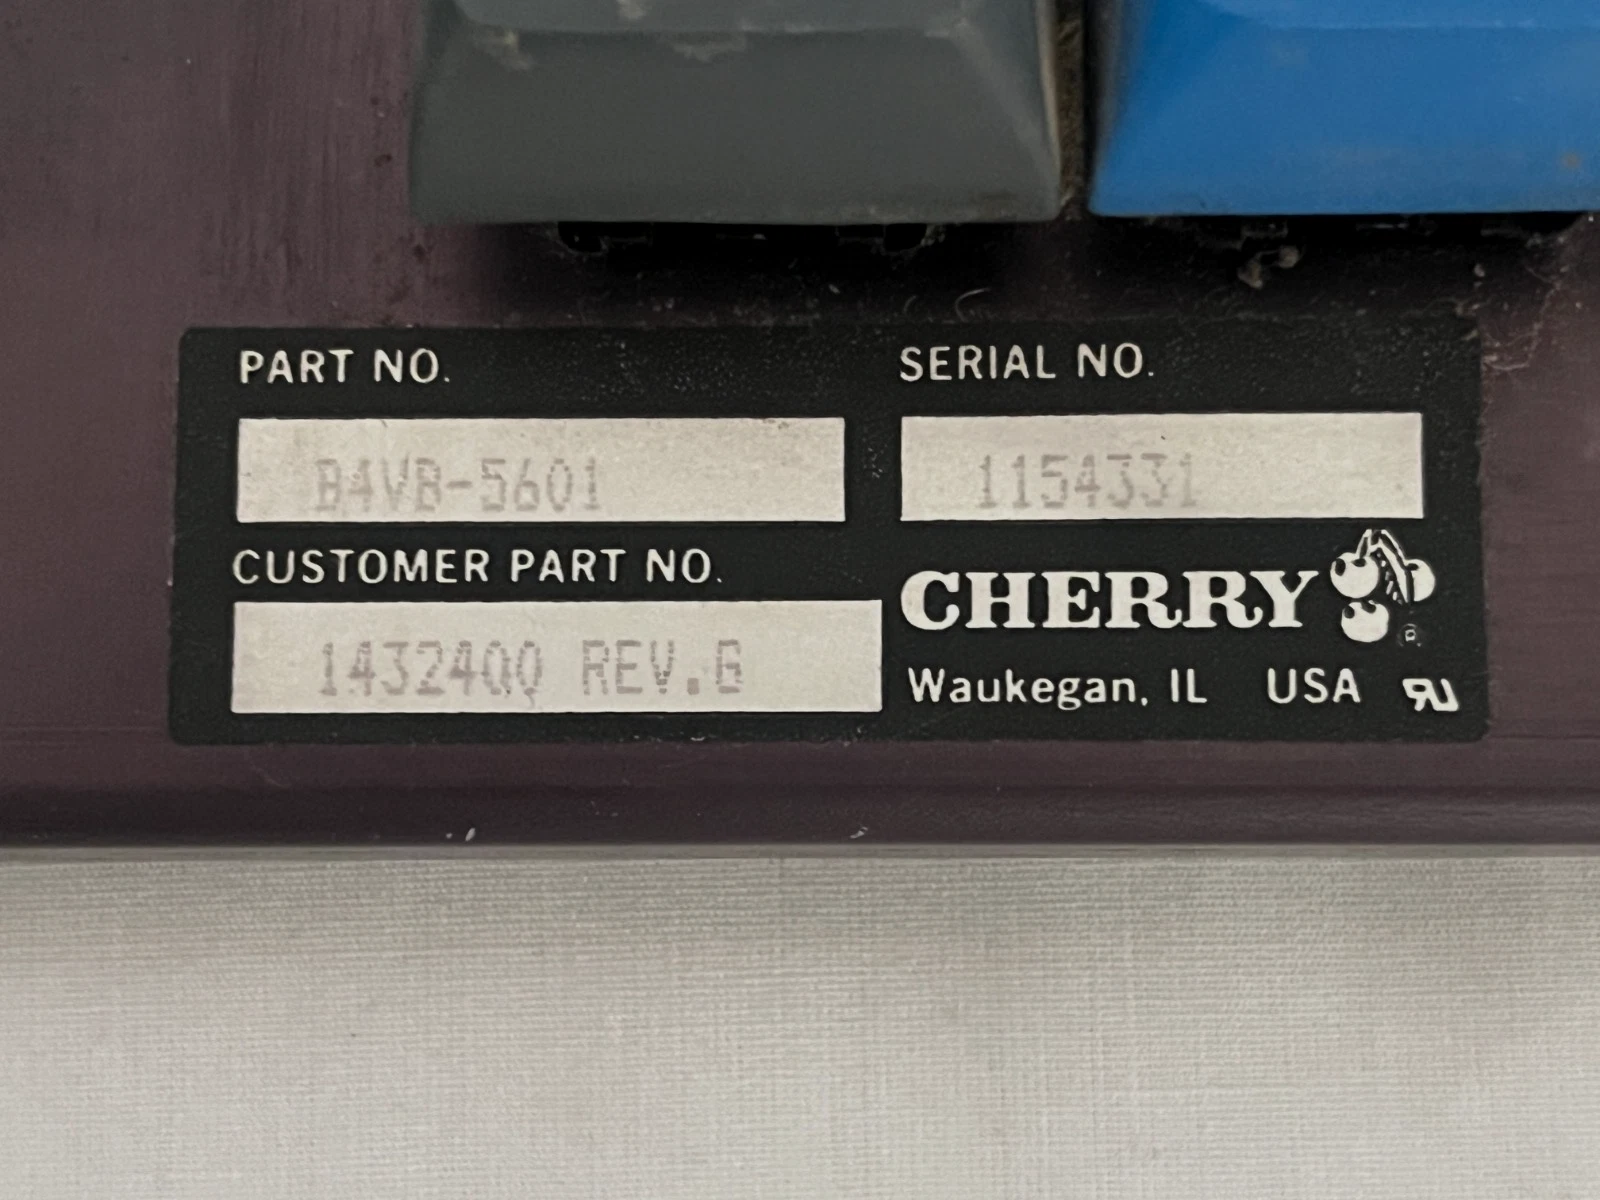 PART NO.
B4VB-5601
SERIAL NO.
1154331
CUSTOMER PART NO.
1432400 REV.G
CHERRY ®
Waukegan, IL USA